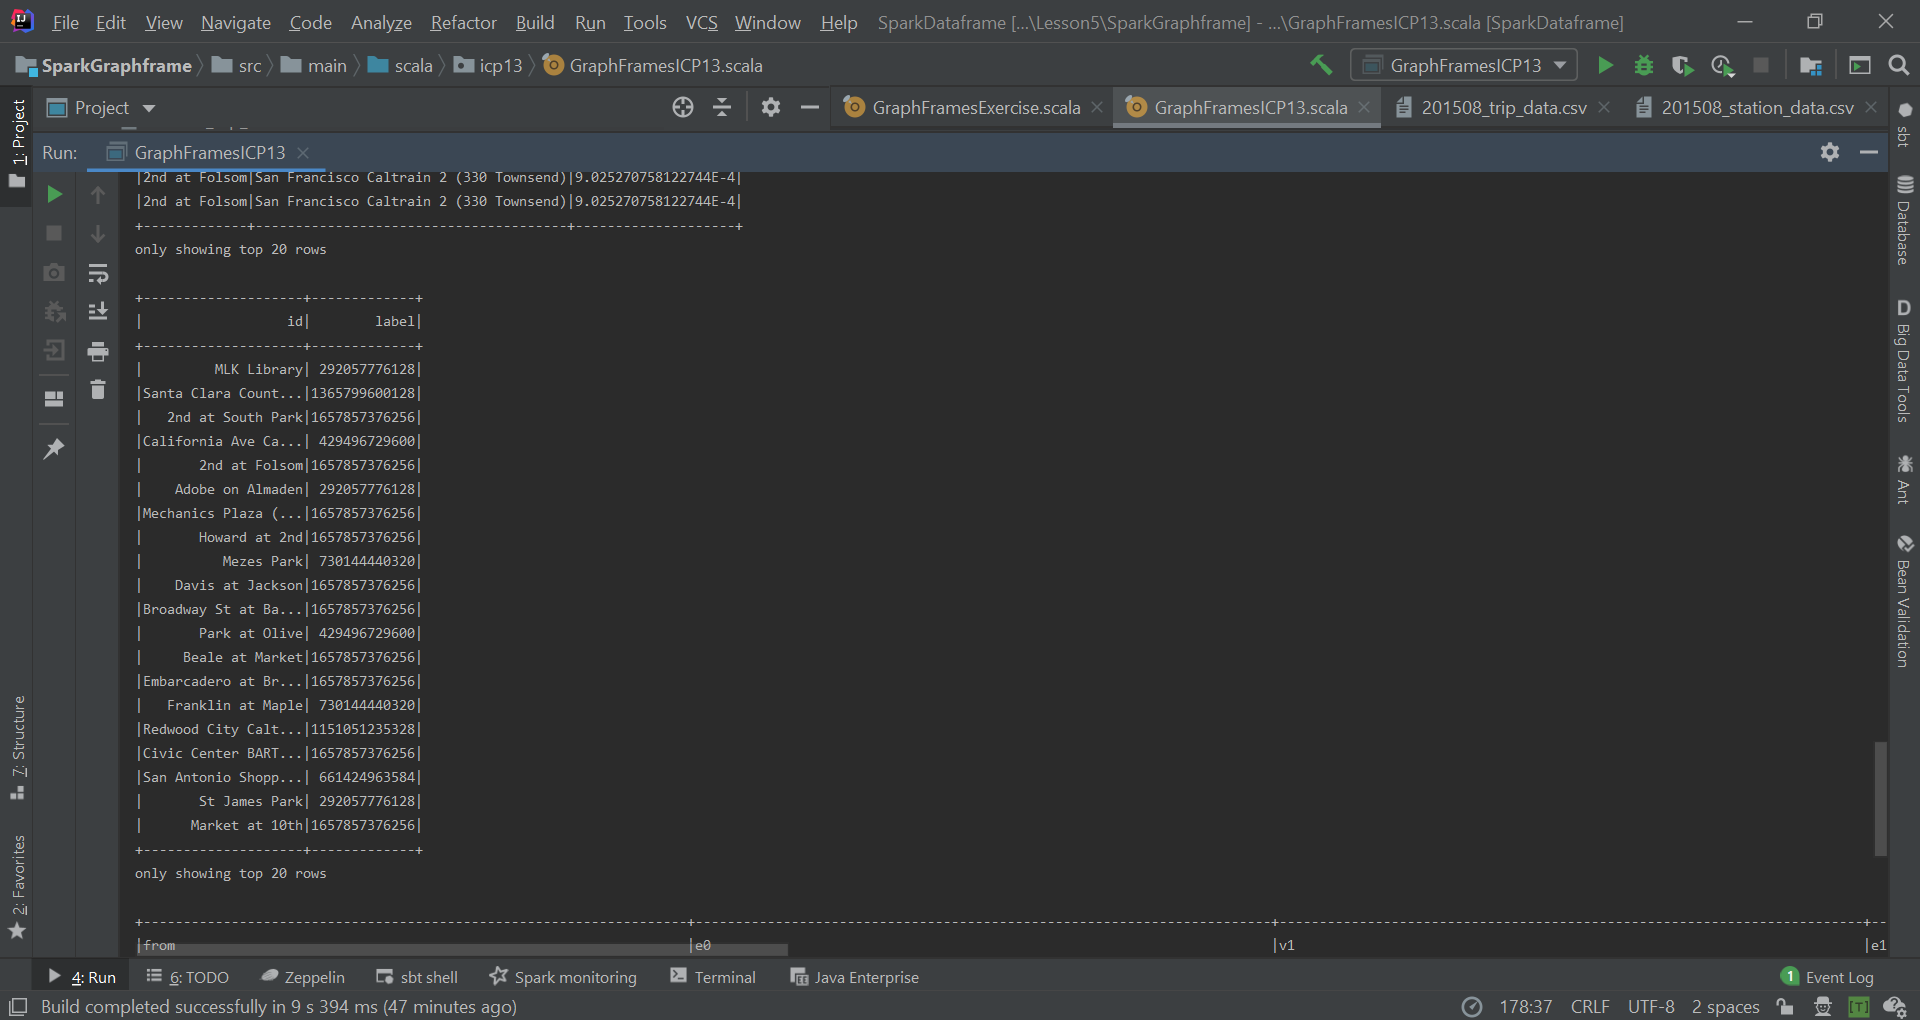 File Edit View Navigate Code Analyze Refactor Build Run Tools VCS Window Help SparkDataframe [...\Lesson5\SparkGraphframe] - ...\GraphFramesICP13.scala [SparkDataframe]
SparkGraphframe src main scala icp13 GraphFramesICP13.scala GraphFramesICP13
Project GraphFramesExercise.scala GraphFramesICP13.scala 201508_trip_data.csv 201508_station_data.csv
Run: GraphFramesICP13
|2nd at Folsom|San Francisco Caltrain 2 (330 Townsend)|9.025270758122744E-4|
|2nd at Folsom|San Francisco Caltrain 2 (330 Townsend)|9.025270758122744E-4|
+-------------+---------------------------------------+--------------------+
only showing top 20 rows
+--------------------+-------------+
|                  id|        label|
+--------------------+-------------+
|         MLK Library| 292057776128|
|Santa Clara Count...|1365799600128|
|   2nd at South Park|1657857376256|
|California Ave Ca...| 429496729600|
|       2nd at Folsom|1657857376256|
|    Adobe on Almaden| 292057776128|
|Mechanics Plaza (...|1657857376256|
|       Howard at 2nd|1657857376256|
|          Mezes Park| 730144440320|
|    Davis at Jackson|1657857376256|
|Broadway St at Ba...|1657857376256|
|       Park at Olive| 429496729600|
|     Beale at Market|1657857376256|
|Embarcadero at Br...|1657857376256|
|   Franklin at Maple| 730144440320|
|Redwood City Calt...|1151051235328|
|Civic Center BART...|1657857376256|
|San Antonio Shopp...| 661424963584|
|       St James Park| 292057776128|
|      Market at 10th|1657857376256|
+--------------------+-------------+
only showing top 20 rows
+--------------------------------------------------------------------+------------------------------------------------------------------------+-------------------------------------------------------------------------+--
|from |e0 |v1 |e1
1: Project
7: Structure
2: Favorites
sbt
Database
D Big Data Tools
Ant
Bean Validation
4: Run 6: TODO Zeppelin sbt shell Spark monitoring Terminal Java Enterprise 1 Event Log
Build completed successfully in 9 s 394 ms (47 minutes ago) 178:37 CRLF UTF-8 2 spaces [T]